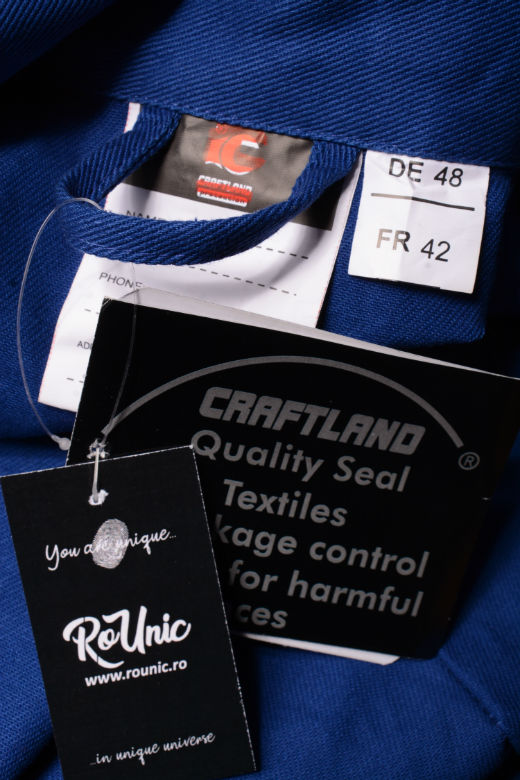 CRAFTLAND
DE 48
FR 42
NAME
PHONE
CRAFTLAND
®
Quality Seal
Textiles
kage control
for harmful
ces
You are unique...
RoUnic
www.rounic.ro
...in unique universe